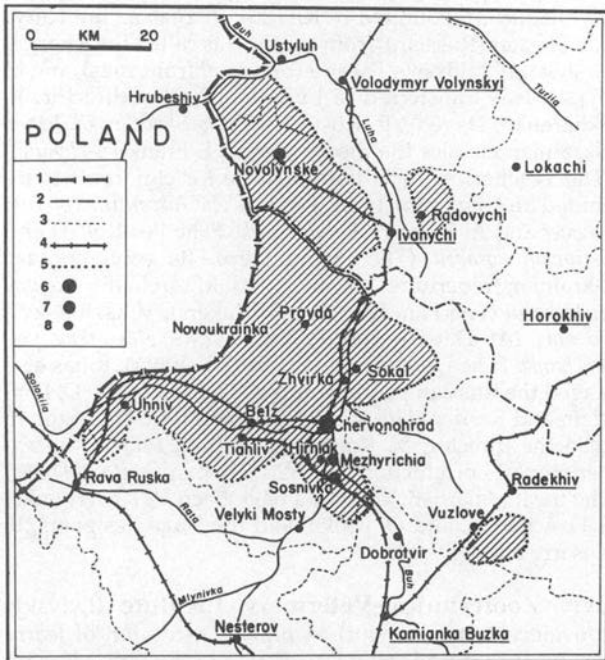 0 KM 20
Buh
Ustyluh
Volodymyr Volynskyi
Turiia
Hrubeshiv
Luha
POLAND
Novolynske
Lokachi
1
2
3
4
5
6
7
8
Radovychi
Ivanychi
Pravda
Horokhiv
Novoukrainka
Sokal
Zhvirka
Solokiia
Uhniv
Belz
Chervonohrad
Tiahliv
Hirniak
Mezhyrichia
Rava Ruska
Sosnivka
Radekhiv
Rata
Velyki Mosty
Vuzlove
Dobrotvir
Mlynivka
Buh
Nesterov
Kamianka Buzka